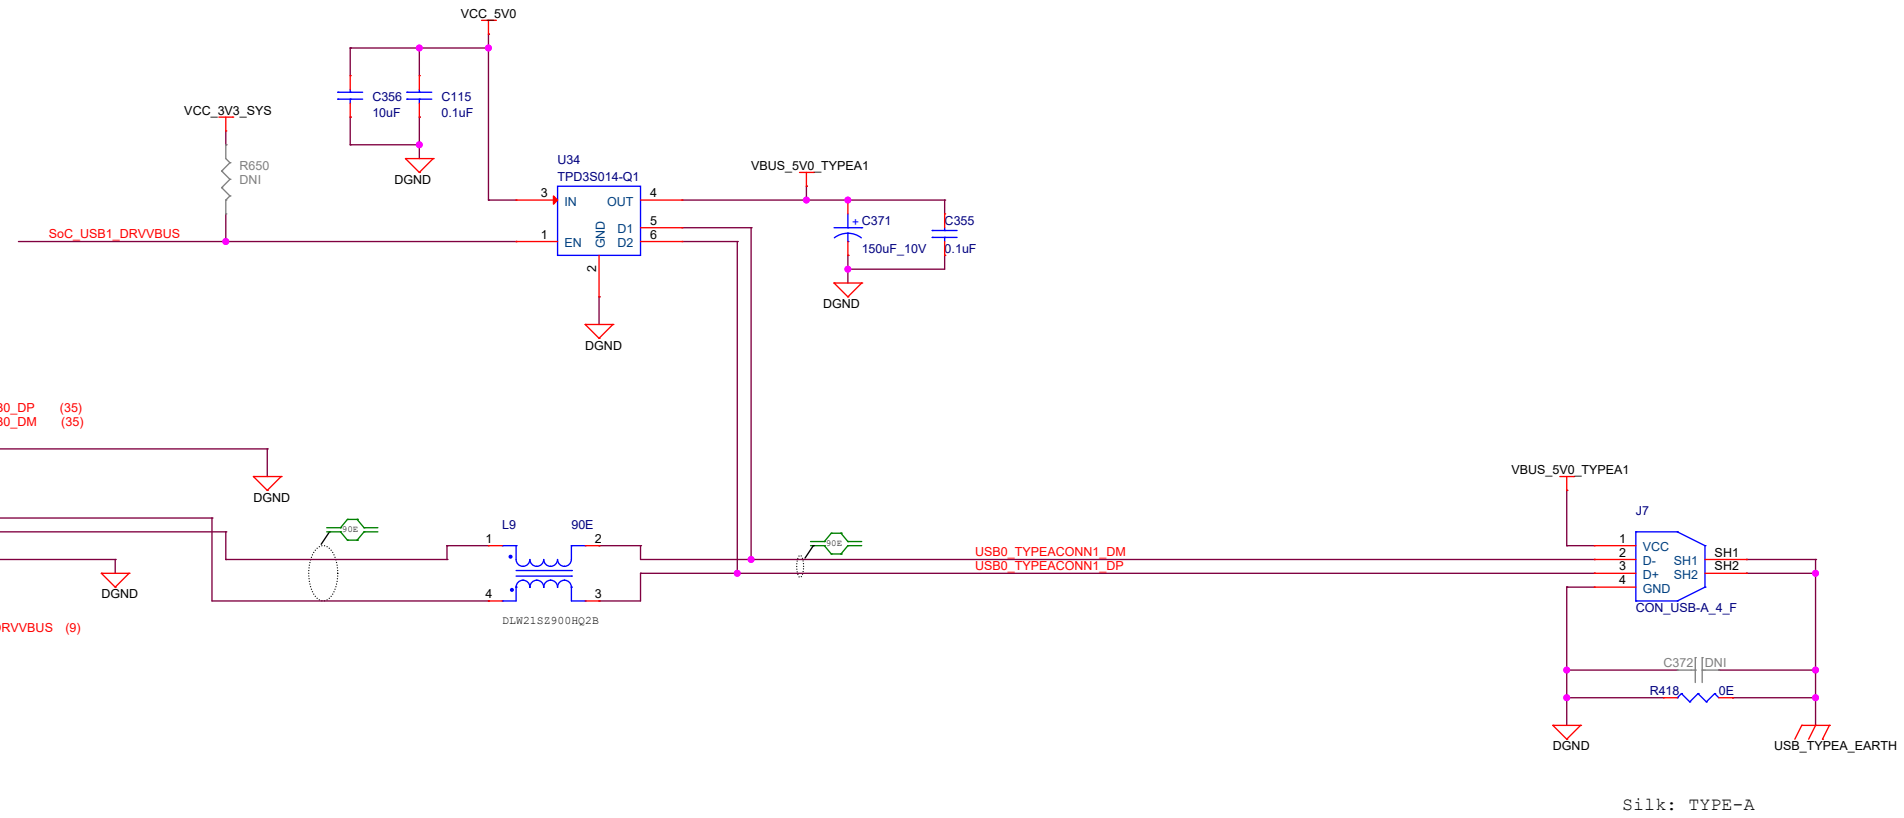 VCC_5V0
C356
10uF
C115
0.1uF
VCC_3V3_SYS
R650
DNI
DGND
U34
TPD3S014-Q1
VBUS_5V0_TYPEA1
3
IN
OUT
4
GND
D1
5
SoC_USB1_DRVVBUS
1
EN
D2
6
2
+
C371
150uF_10V
C355
0.1uF
DGND
DGND
30_DP (35)
30_DM (35)
DGND
VBUS_5V0_TYPEA1
J7
90E
L9
90E
1
2
4
3
DLW21SZ900HQ2B
90E
USB0_TYPEACONN1_DM
USB0_TYPEACONN1_DP
1
VCC
2
D-
SH1
SH1
3
D+
SH2
SH2
4
GND
CON_USB-A_4_F
DGND
DRVVBUS (9)
C372
DNI
R418
0E
DGND
USB_TYPEA_EARTH
Silk: TYPE-A